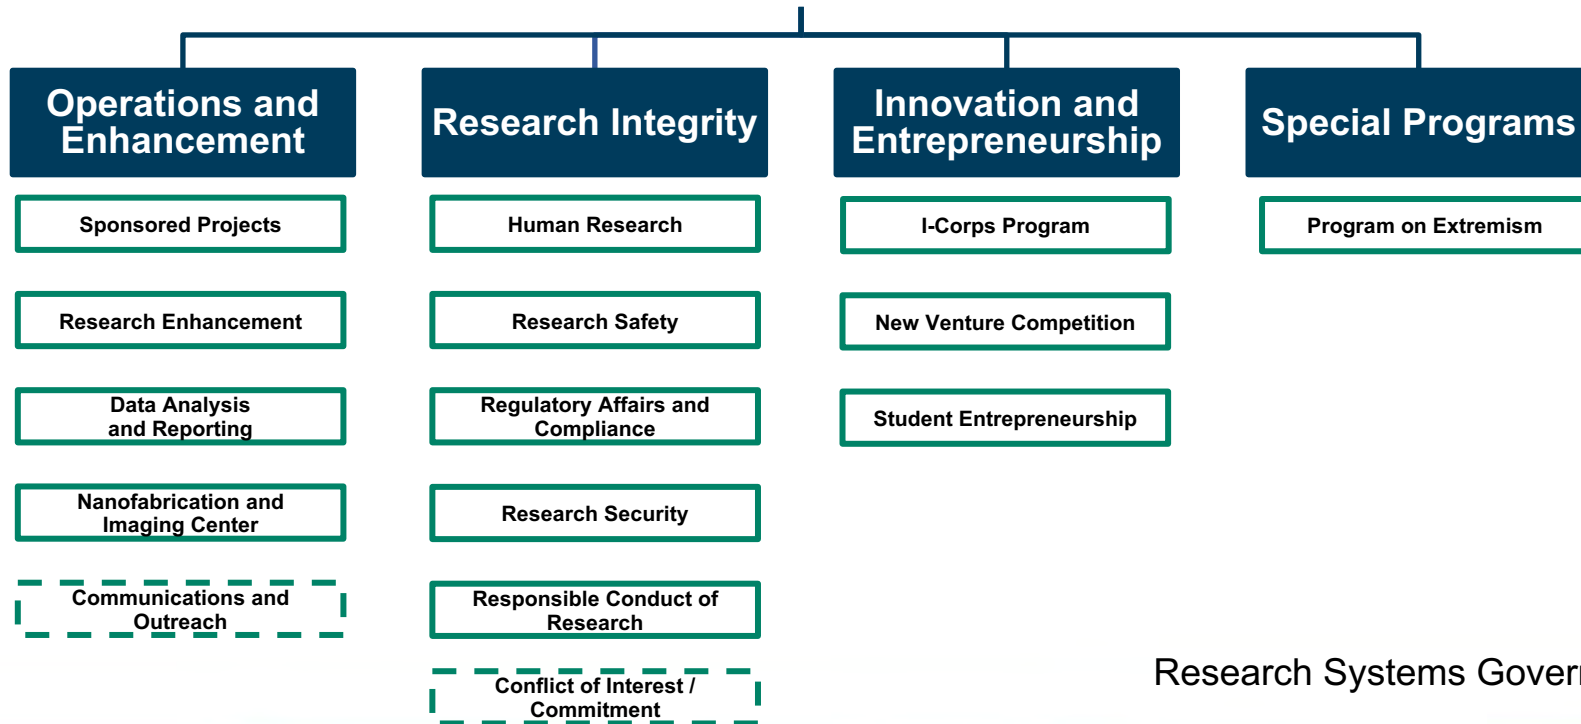 Operations and
Enhancement
Research Integrity
Innovation and
Entrepreneurship
Special Programs
Sponsored Projects
Research Enhancement
Data Analysis
and Reporting
Nanofabrication and
Imaging Center
Communications and
Outreach
Human Research
Research Safety
Regulatory Affairs and
Compliance
Research Security
Responsible Conduct of
Research
Conflict of Interest /
Commitment
I-Corps Program
New Venture Competition
Student Entrepreneurship
Program on Extremism
Research Systems